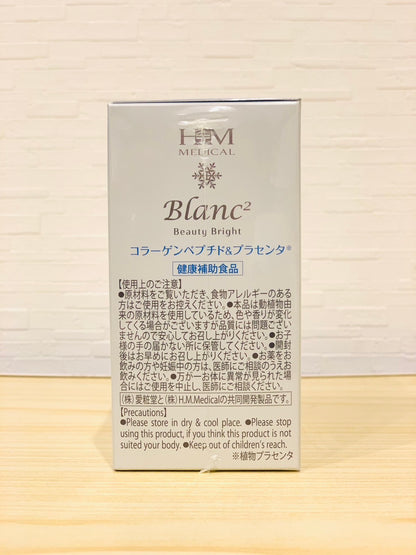 HM
MEDICAL
Blanc²
Beauty Bright
コラーゲンペプチド&プラセンタ※
健康補助食品
【使用上のご注意】
●原材料をご覧いただき、食物アレルギーのある
方はご使用をお控えください。●本品は動植物由
来の原材料を使用しているため、色や香りが変化
してくる場合がございますが品質には問題ござい
ませんので安心してお召し上がりください。●お子
様の手の届かない所に保管してください。●開封
後はお早めにお召し上がりください。●お薬をお
飲みの方や妊娠中の方は、医師にご相談のうえお
飲みください。●万が一お体に異常が見られた場
合にはご使用を中止し、医師にご相談ください。
(株)愛粧堂と(株)H.M.Medicalの共同開発製品です。
【Precautions】
●Please store in dry & cool place. ●Please stop
using this product, if you think this product is not
suited your body. ●Keep out of children's reach.
※植物プラセンタ